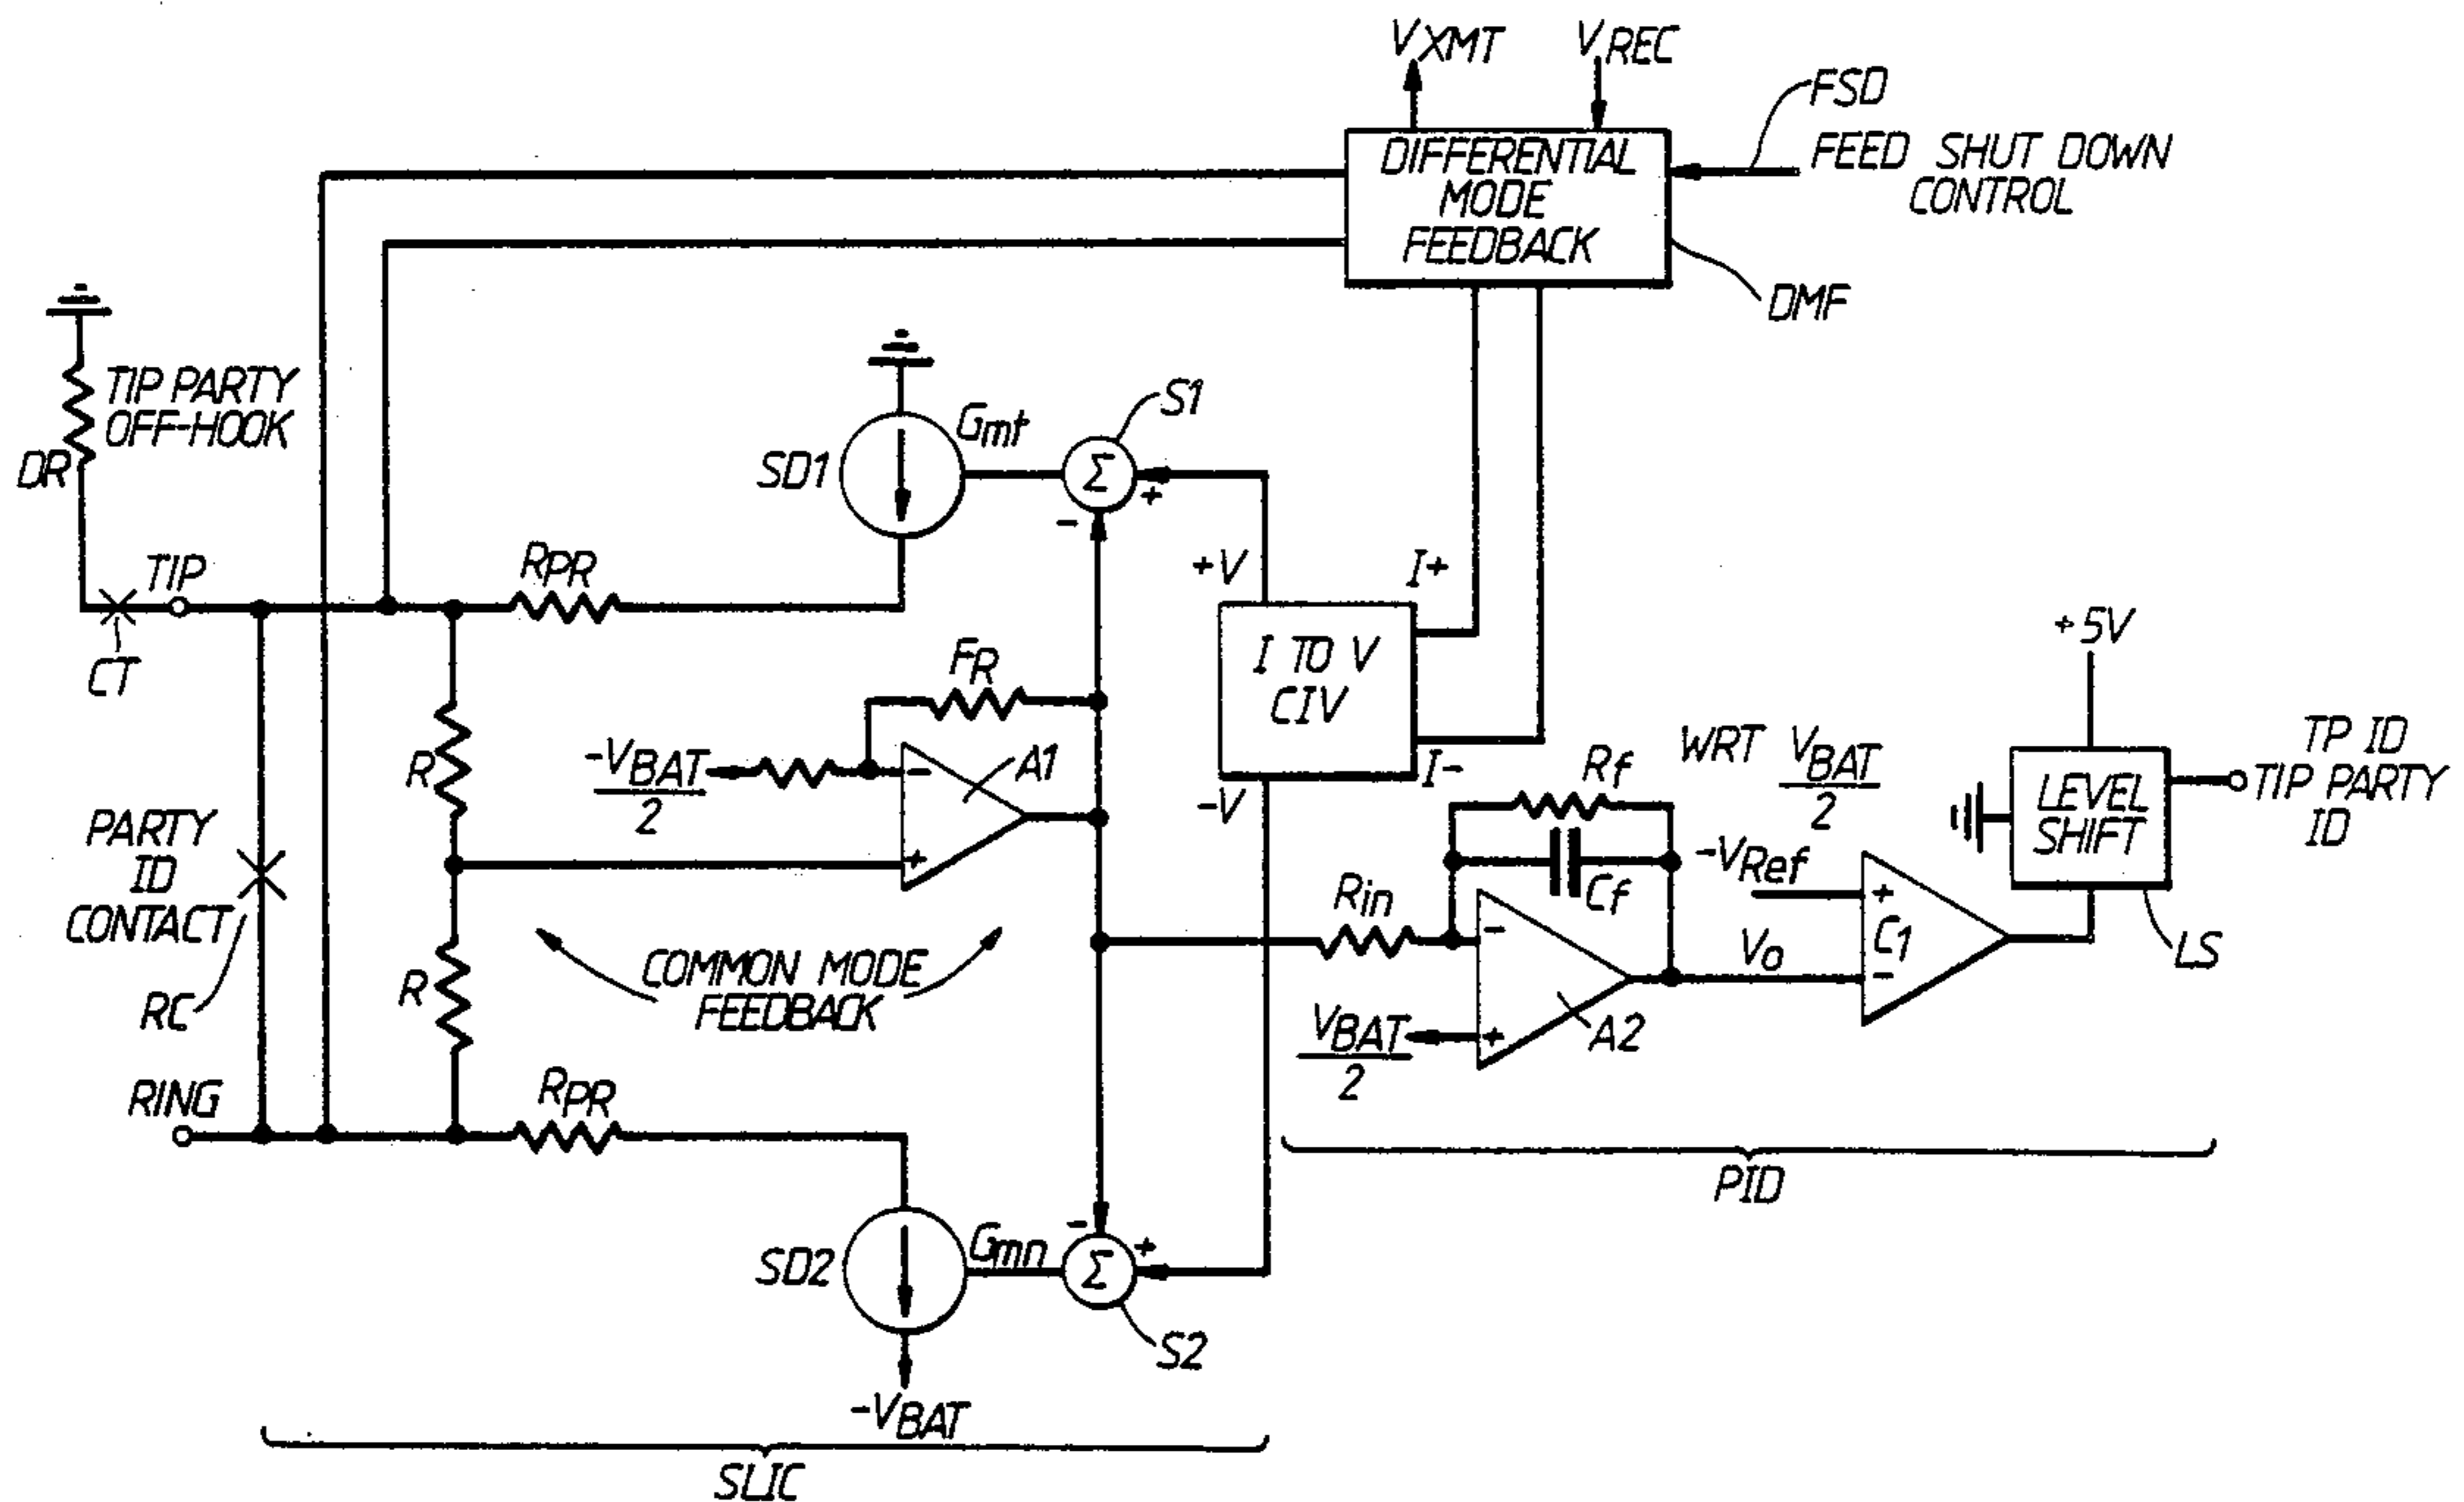 VXMT
VREC
FSD
FEED SHUT DOWN
CONTROL
DIFFERENTIAL
MODE
FEEDBACK
DMF
TIP PARTY
OFF-HOOK
DR
SD1
Gmt
S1
Σ
+
-
TIP
RPR
CT
+V
I+
I TO V
CIV
-V
I-
FR
-VBAT
2
A1
-
+
R
PARTY
ID
CONTACT
RC
R
COMMON MODE
FEEDBACK
RING
RPR
SD2
Gmn
Σ
-
+
S2
-VBAT
SLIC
Rin
Rf
Cf
-
+
VBAT
2
A2
WRT VBAT
2
-VRef
Vo
+
C1
-
+5V
LEVEL
SHIFT
LS
TP ID
TIP PARTY
ID
PID